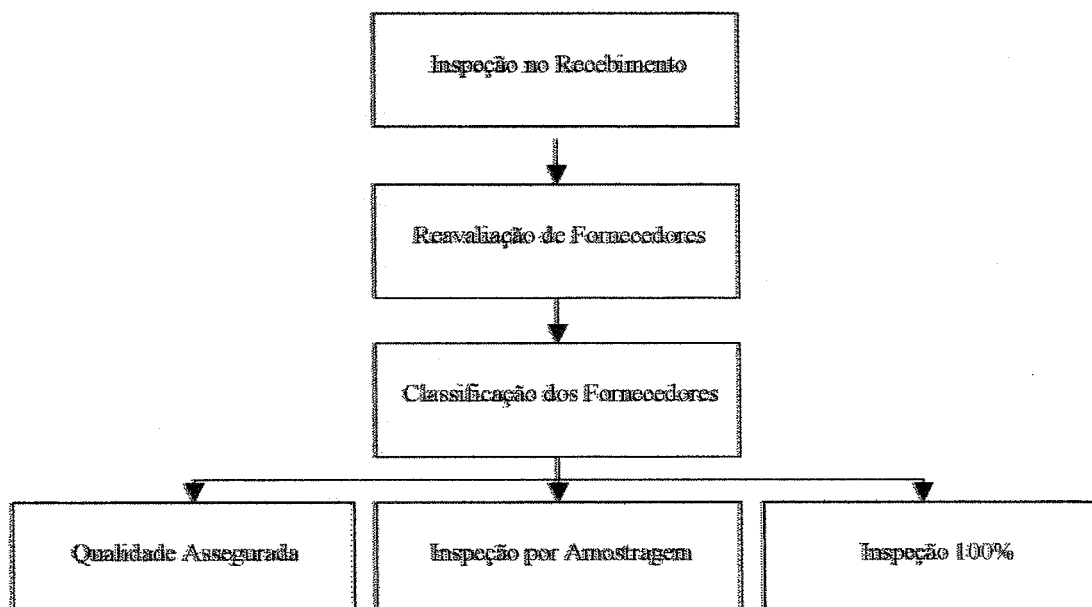 Inspeção no Recebimento
Reavaliação de Fornecedores
Classificação dos Fornecedores
Qualidade Assegurada
Inspeção por Amostragem
Inspeção 100%